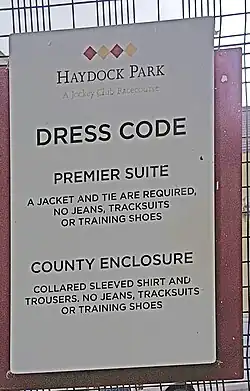 HAYDOCK PARK
A Jockey Club Racecourse
DRESS CODE
PREMIER SUITE
A JACKET AND TIE ARE REQUIRED,
NO JEANS, TRACKSUITS
OR TRAINING SHOES
COUNTY ENCLOSURE
COLLARED SLEEVED SHIRT AND
TROUSERS. NO JEANS, TRACKSUITS
OR TRAINING SHOES